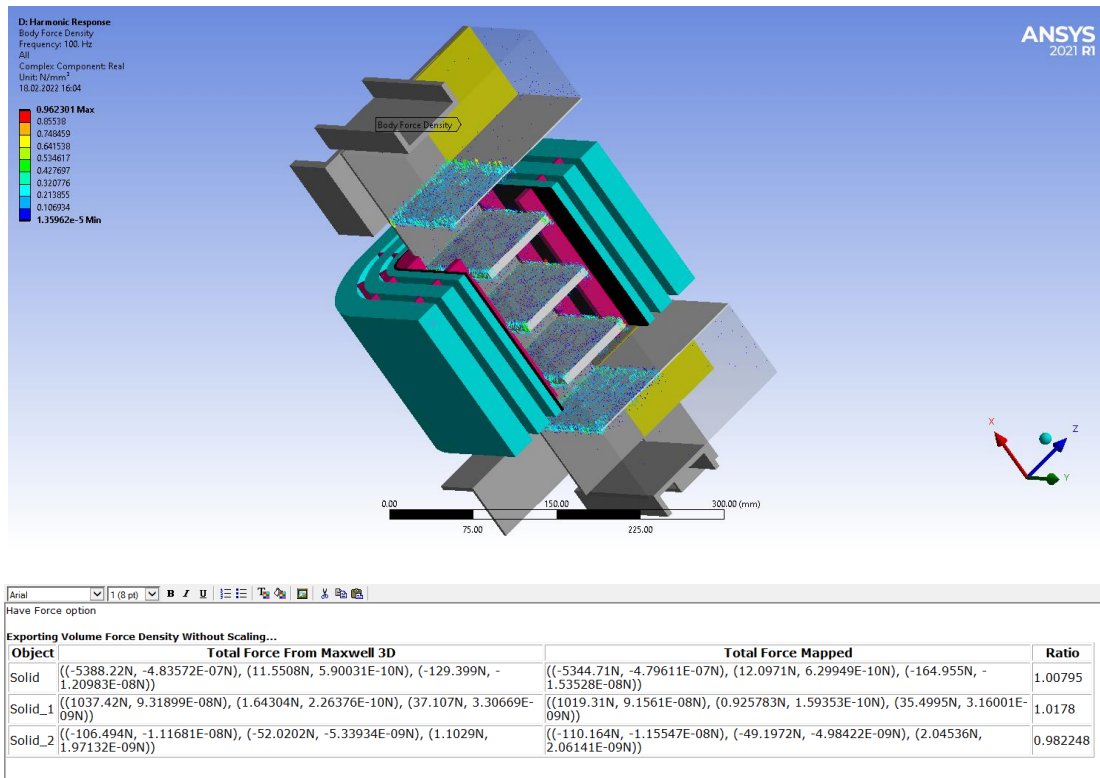 D: Harmonic Response
Body Force Density
Frequency: 100. Hz
All
Complex Component: Real
Unit: N/mm³
18.02.2022 16:04
0.962301 Max
0.85538
0.748459
0.641538
0.534617
0.427697
0.320776
0.213855
0.106934
1.35962e-5 Min
ANSYS
2021 R1
Body Force Density
X
Z
Y
0.00 150.00 300.00 (mm)
75.00 225.00
Arial 1 (8 pt) B I U
Have Force option
Exporting Volume Force Density Without Scaling...
Object Total Force From Maxwell 3D Total Force Mapped Ratio
Solid ((-5388.22N, -4.83572E-07N), (11.5508N, 5.90031E-10N), (-129.399N, - ((-5344.71N, -4.79611E-07N), (12.0971N, 6.29949E-10N), (-164.955N, - 1.00795
1.20983E-08N)) 1.53528E-08N))
Solid_1 ((1037.42N, 9.31899E-08N), (1.64304N, 2.26376E-10N), (37.107N, 3.30669E- ((1019.31N, 9.1561E-08N), (0.925783N, 1.59353E-10N), (35.4995N, 3.16001E- 1.0178
09N)) 09N))
Solid_2 ((-106.494N, -1.11681E-08N), (-52.0202N, -5.33934E-09N), (1.1029N, ((-110.164N, -1.15547E-08N), (-49.1972N, -4.98422E-09N), (2.04536N, 0.982248
1.97132E-09N)) 2.06141E-09N))